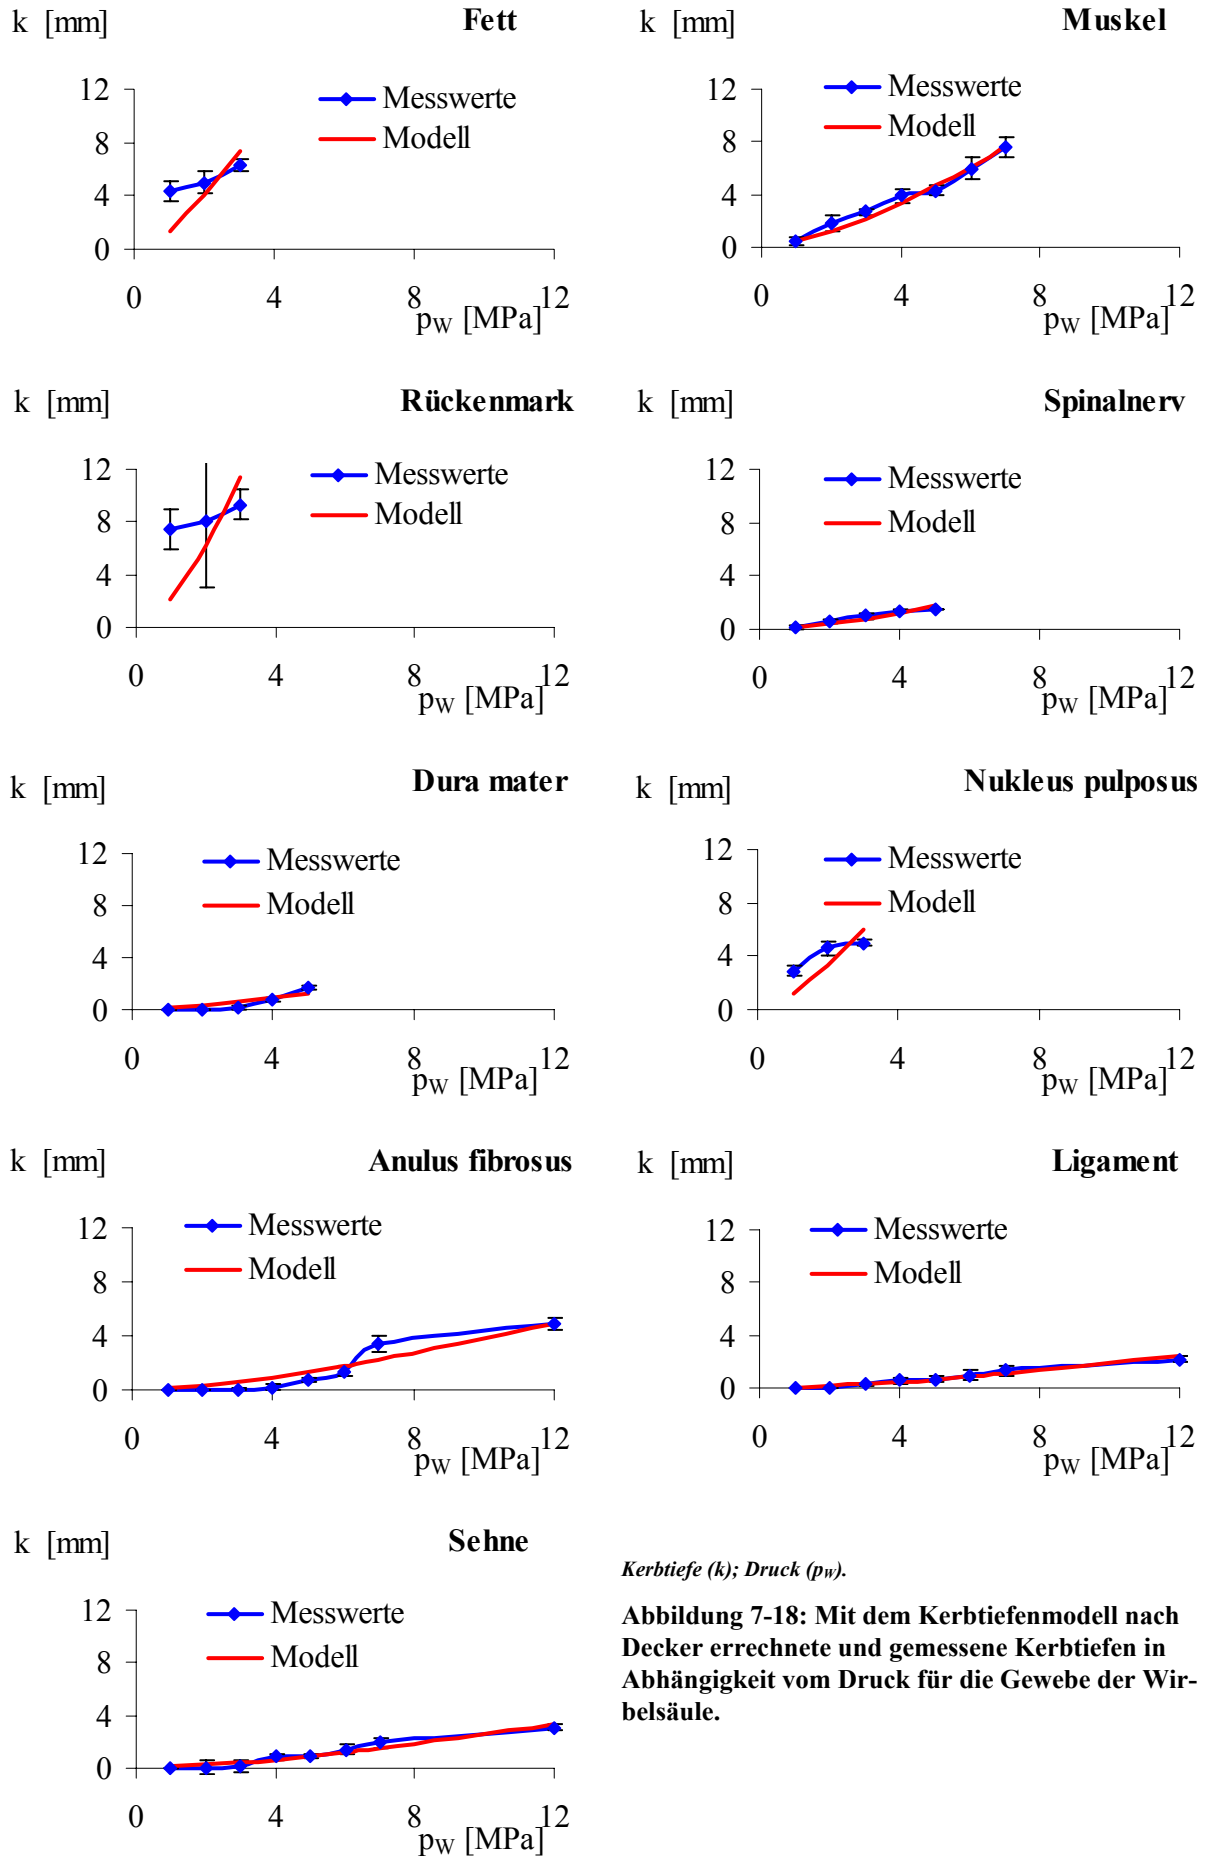 k [mm] Fett
12
8
4
0
Messwerte
Modell
0 4 8 12
pW [MPa]
k [mm] Muskel
12
8
4
0
Messwerte
Modell
0 4 8 12
pW [MPa]
k [mm] Rückenmark
12
8
4
0
Messwerte
Modell
0 4 8 12
pW [MPa]
k [mm] Spinalnerv
12
8
4
0
Messwerte
Modell
0 4 8 12
pW [MPa]
k [mm] Dura mater
12
8
4
0
Messwerte
Modell
0 4 8 12
pW [MPa]
k [mm] Nukleus pulposus
12
8
4
0
Messwerte
Modell
0 4 8 12
pW [MPa]
k [mm] Anulus fibrosus
12
8
4
0
Messwerte
Modell
0 4 8 12
pW [MPa]
k [mm] Ligament
12
8
4
0
Messwerte
Modell
0 4 8 12
pW [MPa]
k [mm] Sehne
12
8
4
0
Messwerte
Modell
0 4 8 12
pW [MPa]
Kerbtiefe (k); Druck (pW).
Abbildung 7-18: Mit dem Kerbtiefenmodell nach
Decker errechnete und gemessene Kerbtiefen in
Abhängigkeit vom Druck für die Gewebe der Wir-
belsäule.